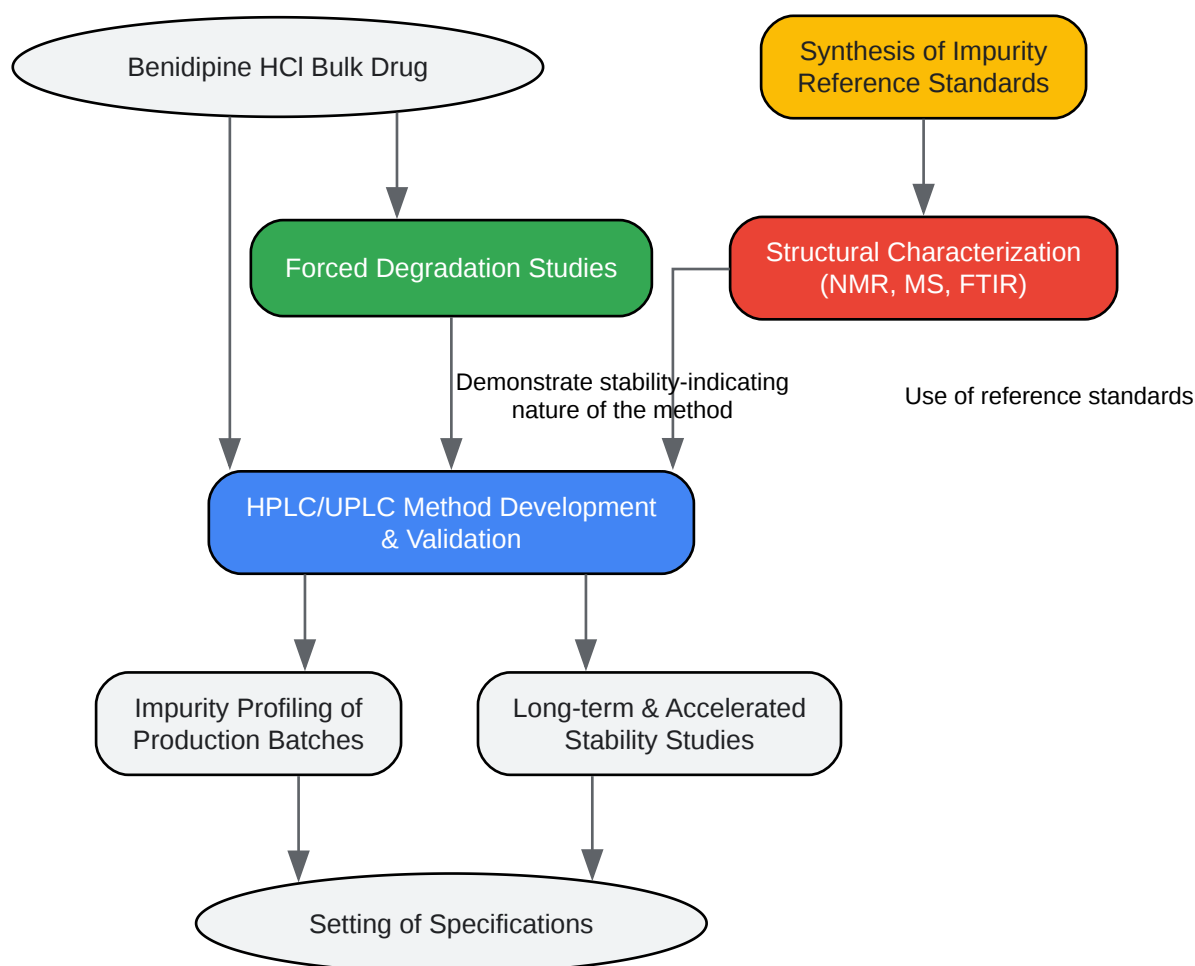 Benidipine HCl Bulk Drug
Synthesis of Impurity
Reference Standards
Forced Degradation Studies
Structural Characterization
(NMR, MS, FTIR)
Demonstrate stability-indicating
nature of the method
Use of reference standards
HPLC/UPLC Method Development
& Validation
Impurity Profiling of
Production Batches
Long-term & Accelerated
Stability Studies
Setting of Specifications